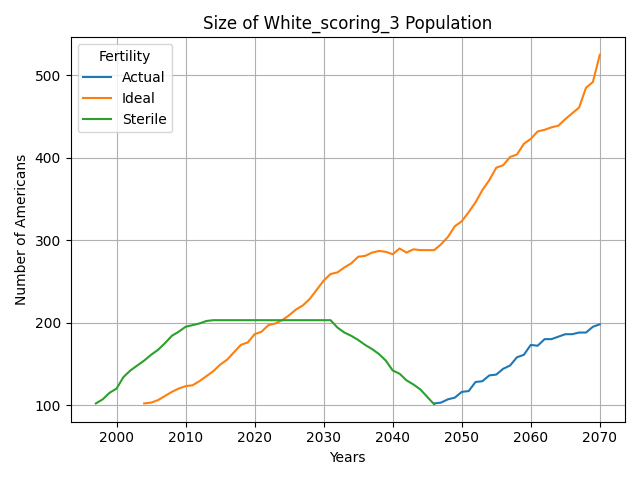 Size of White_scoring_3 Population
Fertility
Actual
Ideal
Sterile
Number of Americans
500
400
300
200
100
2000
2010
2020
2030
2040
2050
2060
2070
Years